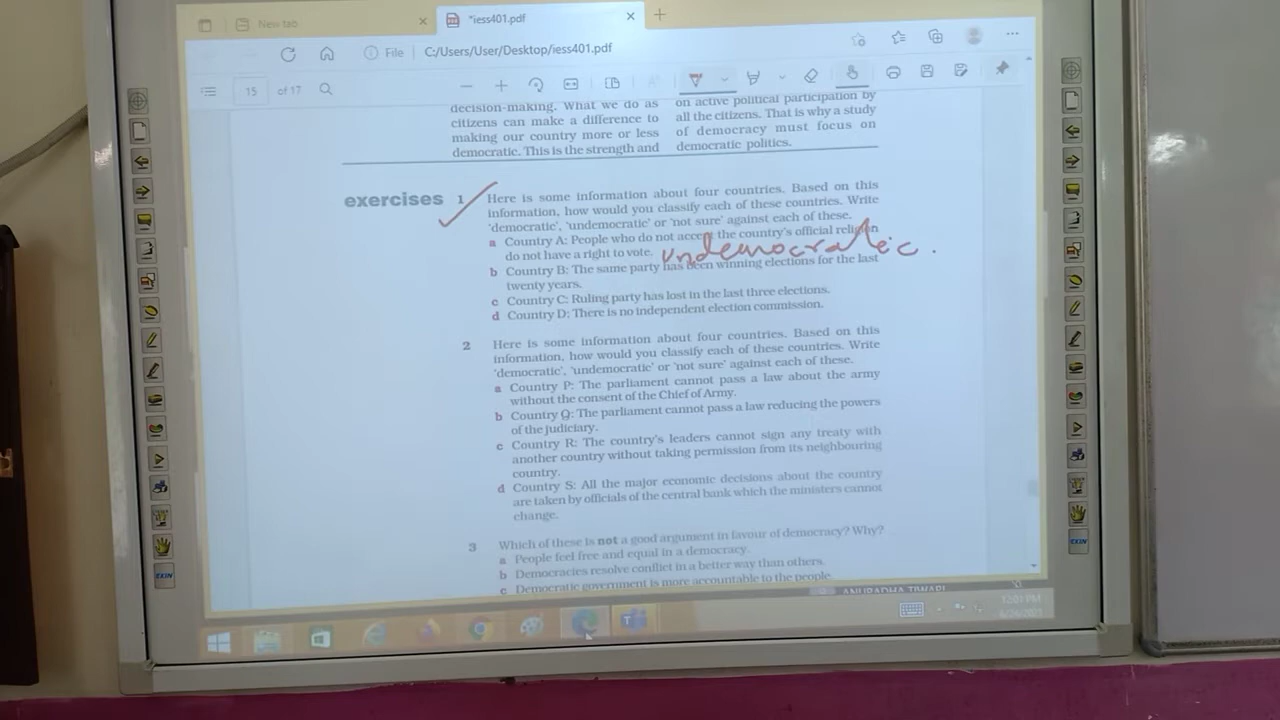 New tab
*iess401.pdf
File C:/Users/User/Desktop/iess401.pdf
15 of 17
decision-making. What we do as
citizens can make a difference to
making our country more or less
democratic. This is the strength and
on active political participation by
all the citizens. That is why a study
of democracy must focus on
democratic politics.
exercises 1 Here is some information about four countries. Based on this
information, how would you classify each of these countries. Write
'democratic', 'undemocratic' or 'not sure' against each of these.
a Country A: People who do not accept the country's official religion
do not have a right to vote. undemocratic.
b Country B: The same party has been winning elections for the last
twenty years.
c Country C: Ruling party has lost in the last three elections.
d Country D: There is no independent election commission.
2 Here is some information about four countries. Based on this
information, how would you classify each of these countries. Write
'democratic', 'undemocratic' or 'not sure' against each of these.
a Country P: The parliament cannot pass a law about the army
without the consent of the Chief of Army.
b Country Q: The parliament cannot pass a law reducing the powers
of the judiciary.
c Country R: The country's leaders cannot sign any treaty with
another country without taking permission from its neighbouring
country.
d Country S: All the major economic decisions about the country
are taken by officials of the central bank which the ministers cannot
change.
3 Which of these is not a good argument in favour of democracy? Why?
a People feel free and equal in a democracy.
b Democracies resolve conflict in a better way than others.
c Democratic government is more accountable to the people.
ANURADHA TIWARI
12:03 PM